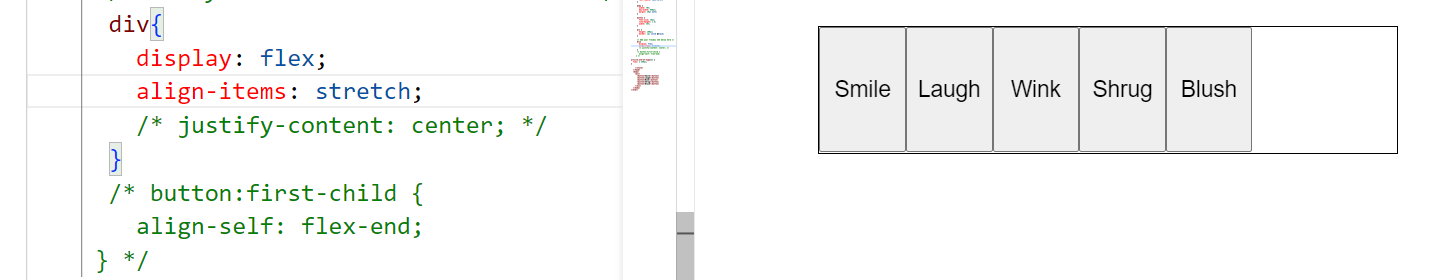 div{
display: flex;
align-items: stretch;
/* justify-content: center; */
}
/* button:first-child {
align-self: flex-end;
} */
Smile Laugh Wink Shrug Blush